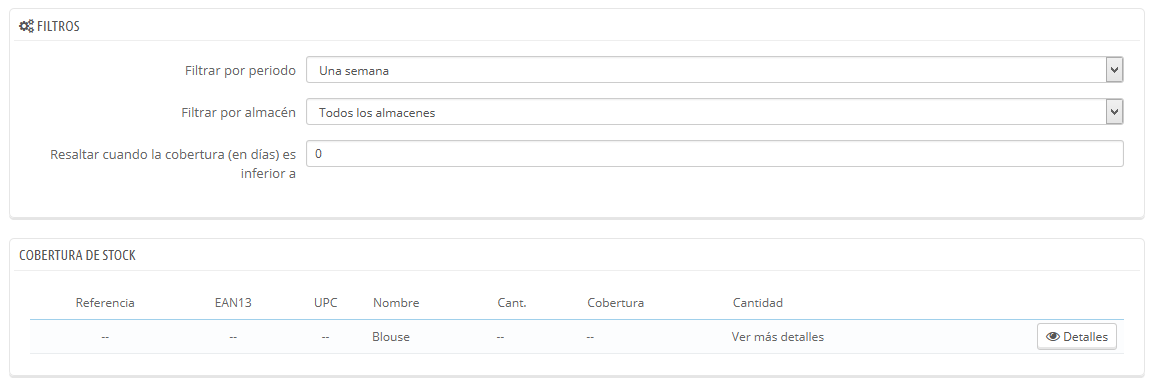 FILTROS
Filtrar por periodo Una semana
Filtrar por almacén Todos los almacenes
Resaltar cuando la cobertura (en días) es 0
inferior a
COBERTURA DE STOCK
Referencia EAN13 UPC Nombre Cant. Cobertura Cantidad
-- -- -- Blouse -- -- Ver más detalles Detalles